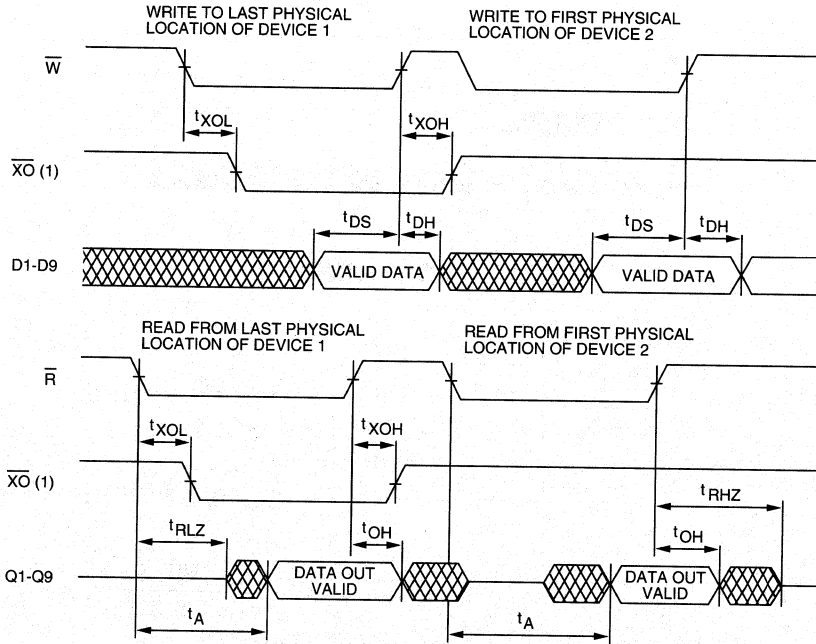 WRITE TO LAST PHYSICAL
LOCATION OF DEVICE 1
WRITE TO FIRST PHYSICAL
LOCATION OF DEVICE 2
W
tXOL
tXOH
XO (1)
tDS
tDH
tDS
tDH
D1-D9
VALID DATA
VALID DATA
READ FROM LAST PHYSICAL
LOCATION OF DEVICE 1
READ FROM FIRST PHYSICAL
LOCATION OF DEVICE 2
R
tXOL
tXOH
XO (1)
tRHZ
tRLZ
tOH
tOH
Q1-Q9
DATA OUT
VALID
DATA OUT
VALID
tA
tA